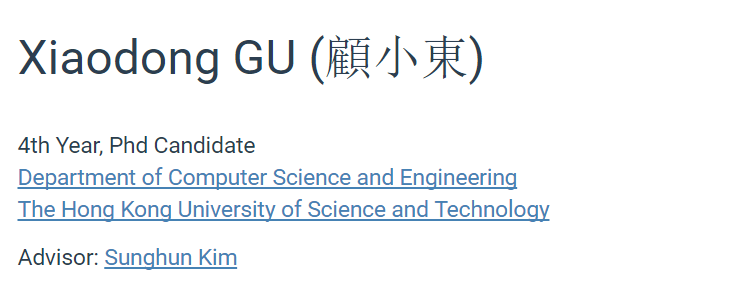 Xiaodong GU (顧小東)
4th Year, Phd Candidate
Department of Computer Science and Engineering
The Hong Kong University of Science and Technology
Advisor: Sunghun Kim